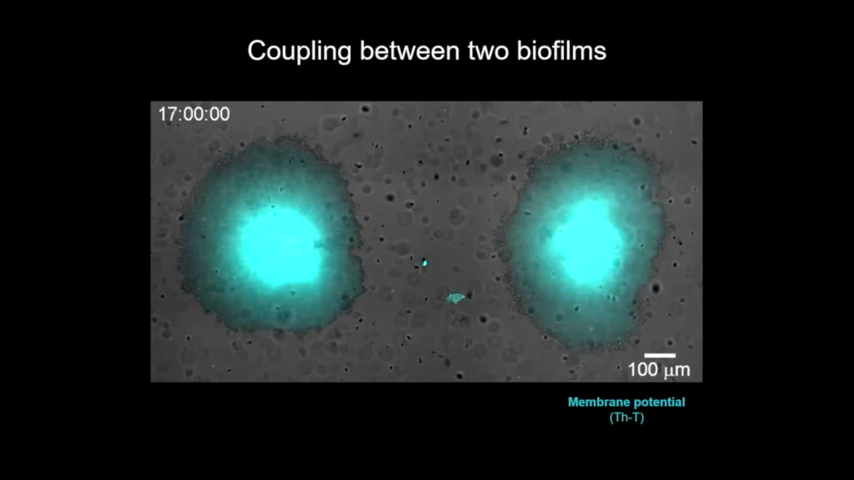 Coupling between two biofilms
17:00:00
100 μm
Membrane potential
(Th-T)